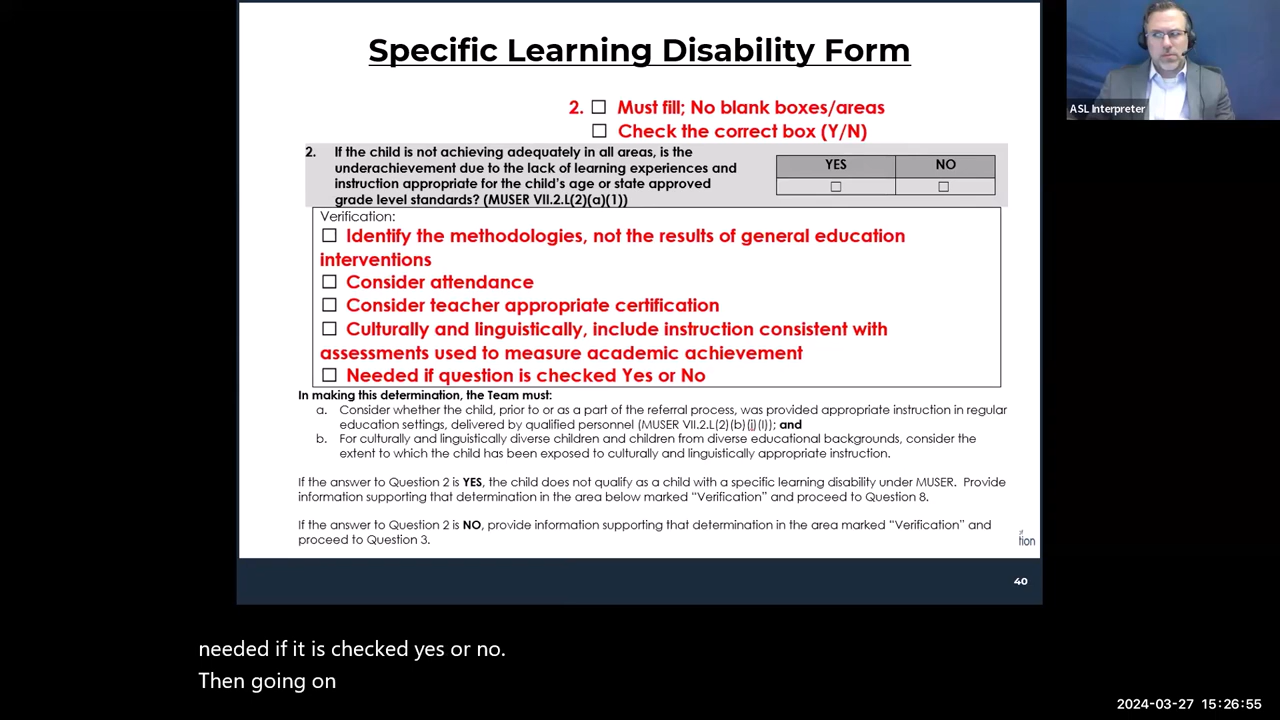 Specific Learning Disability Form
ASL Interpreter
2. ☐ Must fill; No blank boxes/areas
☐ Check the correct box (Y/N)
2. If the child is not achieving adequately in all areas, is the
underachievement due to the lack of learning experiences and
instruction appropriate for the child's age or state approved
grade level standards? (MUSER VII.2.L(2)(a)(1))
YES NO
☐ ☐
Verification:
☐ Identify the methodologies, not the results of general education
interventions
☐ Consider attendance
☐ Consider teacher appropriate certification
☐ Culturally and linguistically, include instruction consistent with
assessments used to measure academic achievement
☐ Needed if question is checked Yes or No
In making this determination, the Team must:
a. Consider whether the child, prior to or as a part of the referral process, was provided appropriate instruction in regular
education settings, delivered by qualified personnel (MUSER VII.2.L(2)(b)(i)(I)); and
b. For culturally and linguistically diverse children and children from diverse educational backgrounds, consider the
extent to which the child has been exposed to culturally and linguistically appropriate instruction.
If the answer to Question 2 is YES, the child does not qualify as a child with a specific learning disability under MUSER. Provide
information supporting that determination in the area below marked "Verification" and proceed to Question 8.
If the answer to Question 2 is NO, provide information supporting that determination in the area marked "Verification" and
proceed to Question 3.
tion
40
needed if it is checked yes or no.
Then going on
2024-03-27 15:26:55